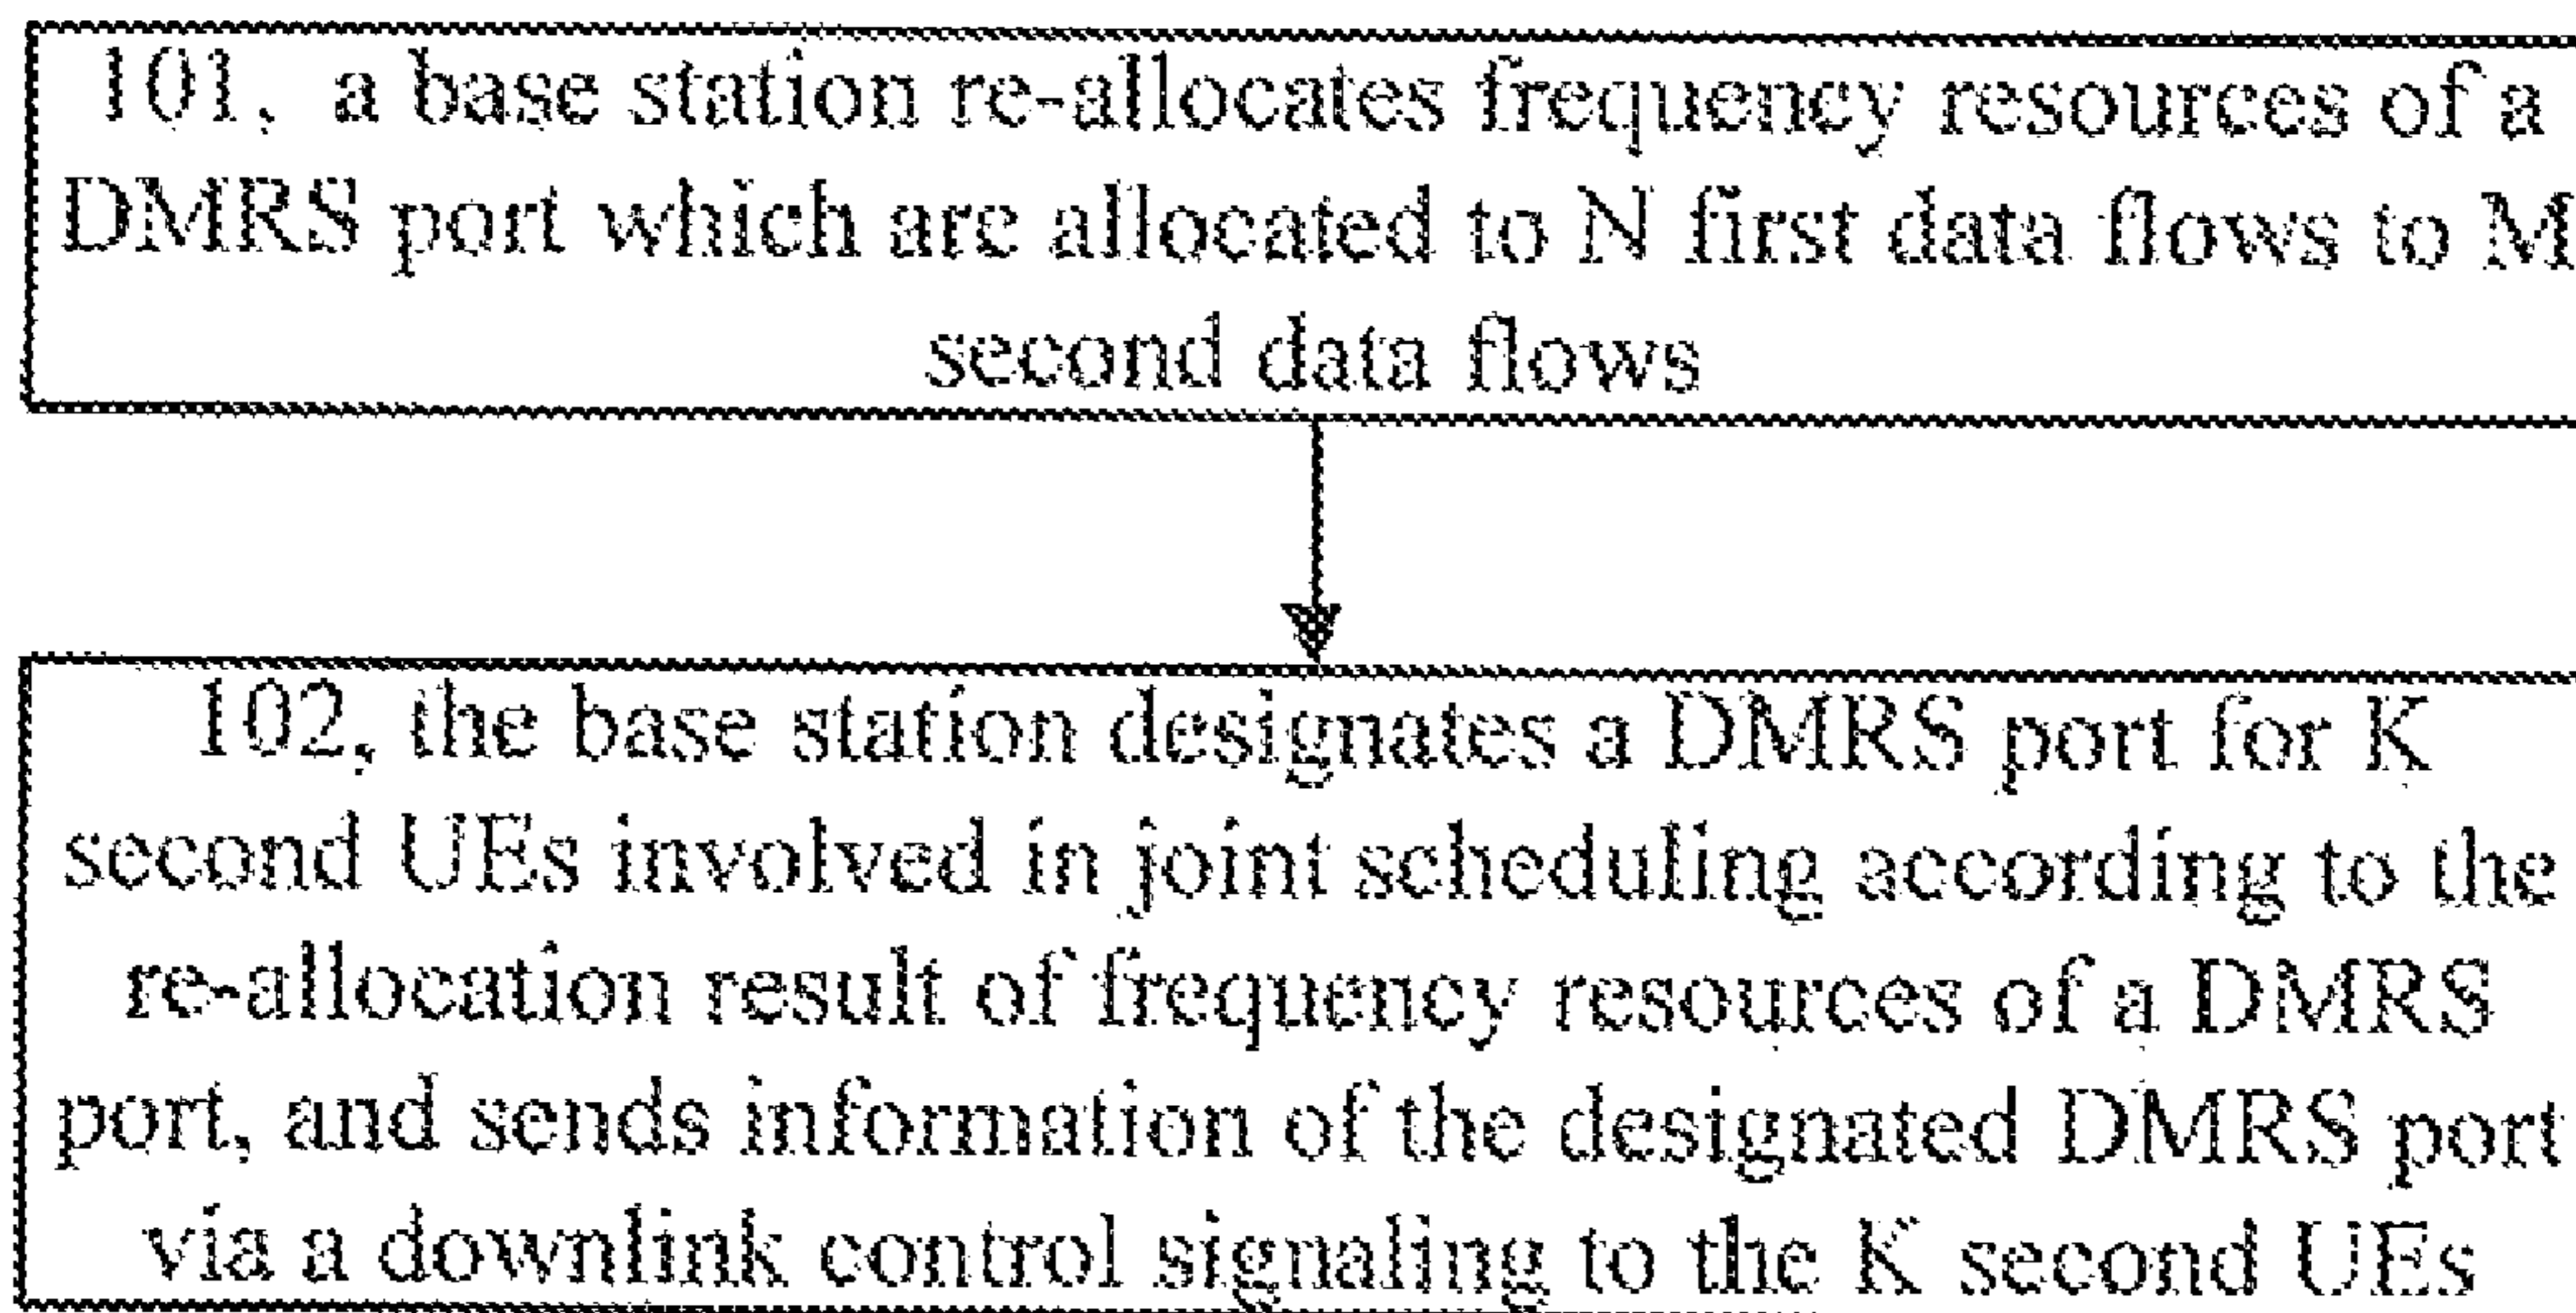 101, a base station re-allocates frequency resources of a
DMRS port which are allocated to N first data flows to M
second data flows
102, the base station designates a DMRS port for K
second UEs involved in joint scheduling according to the
re-allocation result of frequency resources of a DMRS
port, and sends information of the designated DMRS port
via a downlink control signaling to the K second UEs